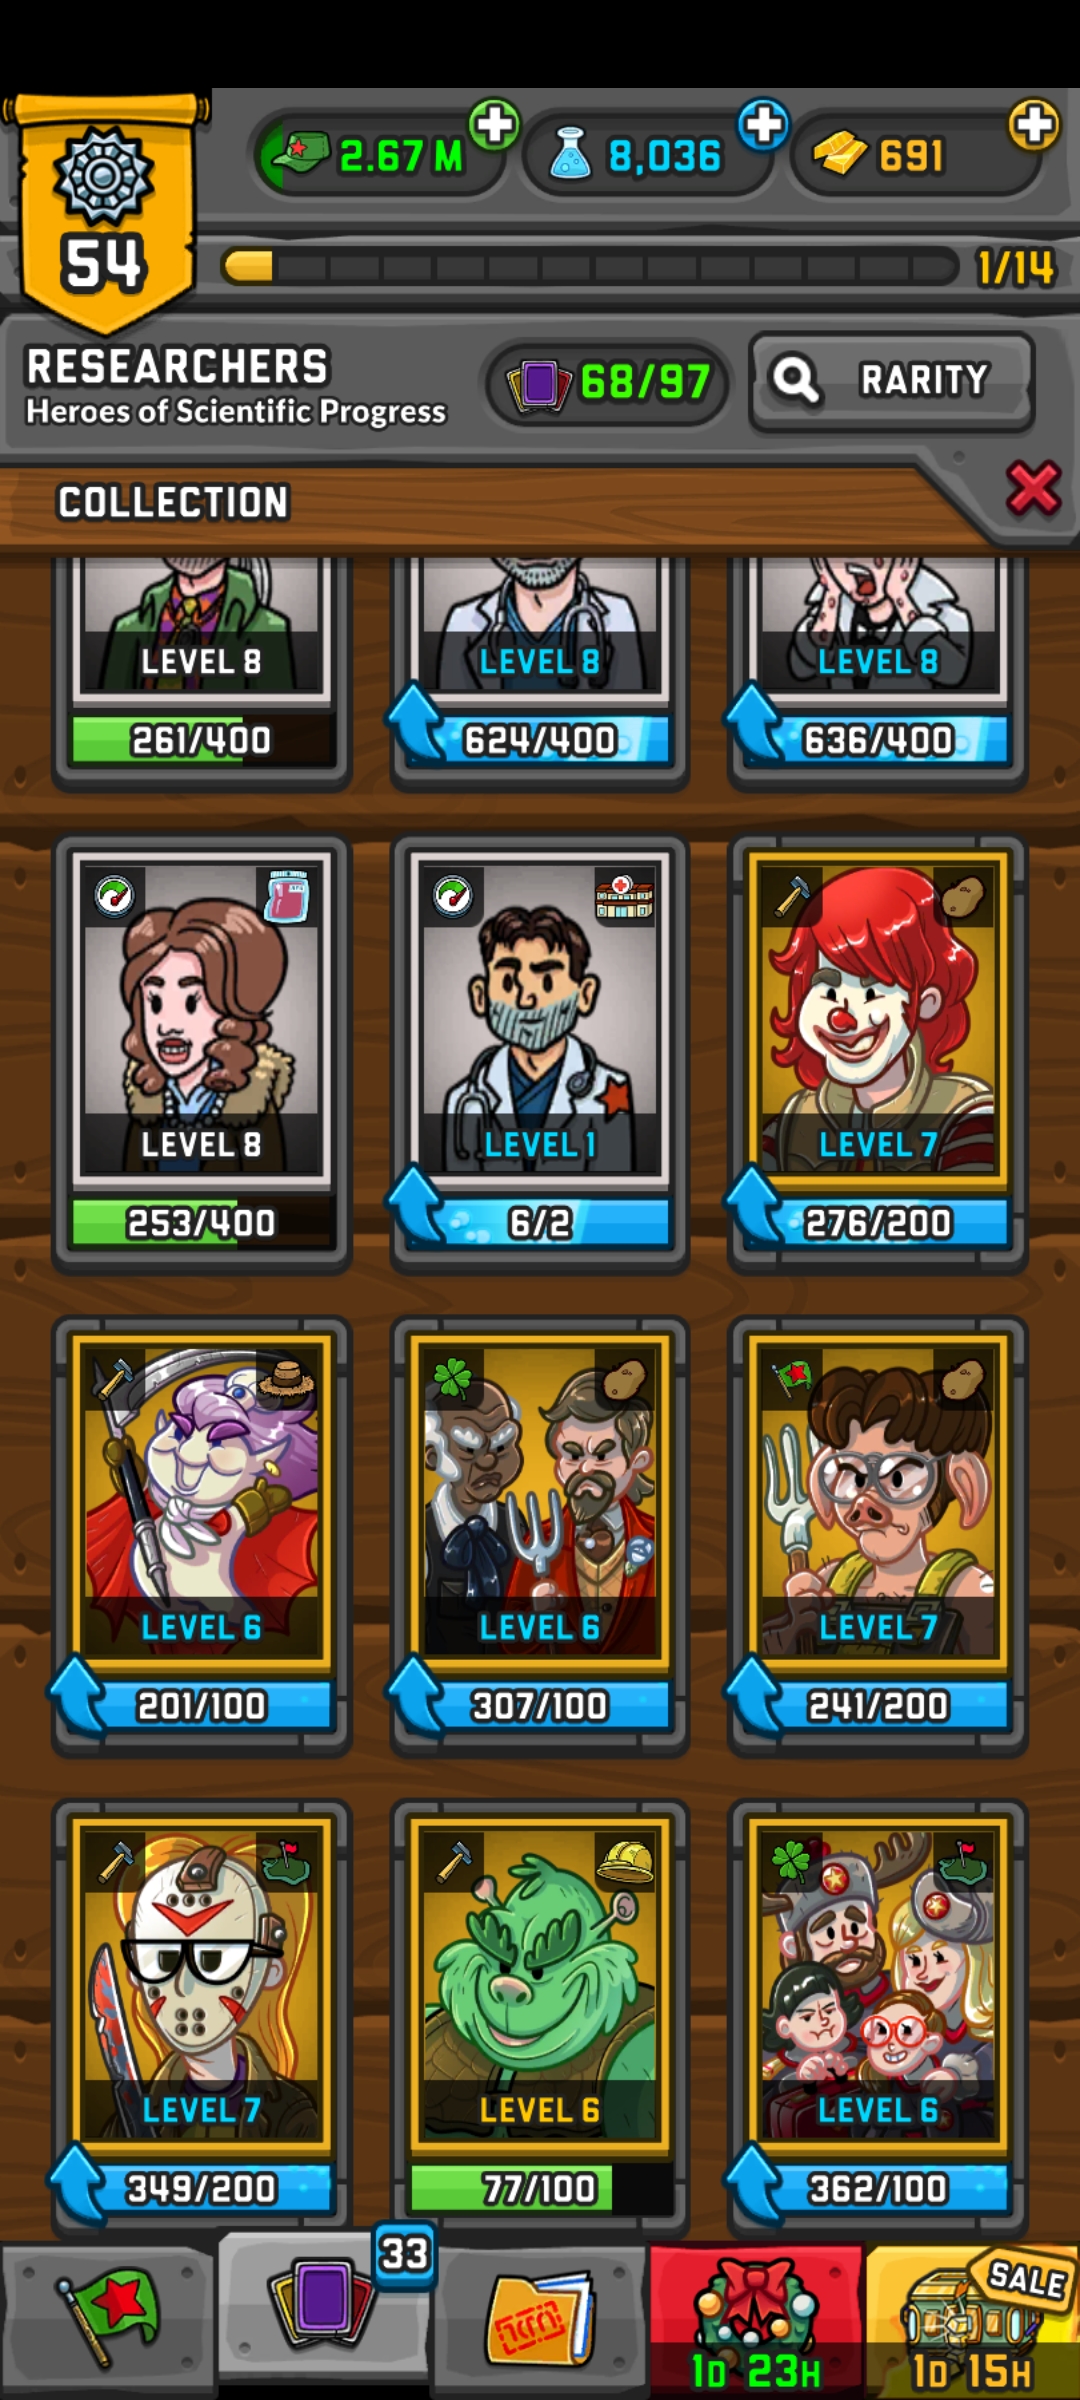 2.67 M
8,036
691
54
1/14
RESEARCHERS
Heroes of Scientific Progress
68/97
RARITY
COLLECTION
LEVEL 8
LEVEL 8
LEVEL 8
261/400
624/400
636/400
LEVEL 8
LEVEL 1
LEVEL 7
253/400
6/2
276/200
LEVEL 6
LEVEL 6
LEVEL 7
201/100
307/100
241/200
LEVEL 7
LEVEL 6
LEVEL 6
349/200
77/100
362/100
33
SALE
1D 23H
1D 15H